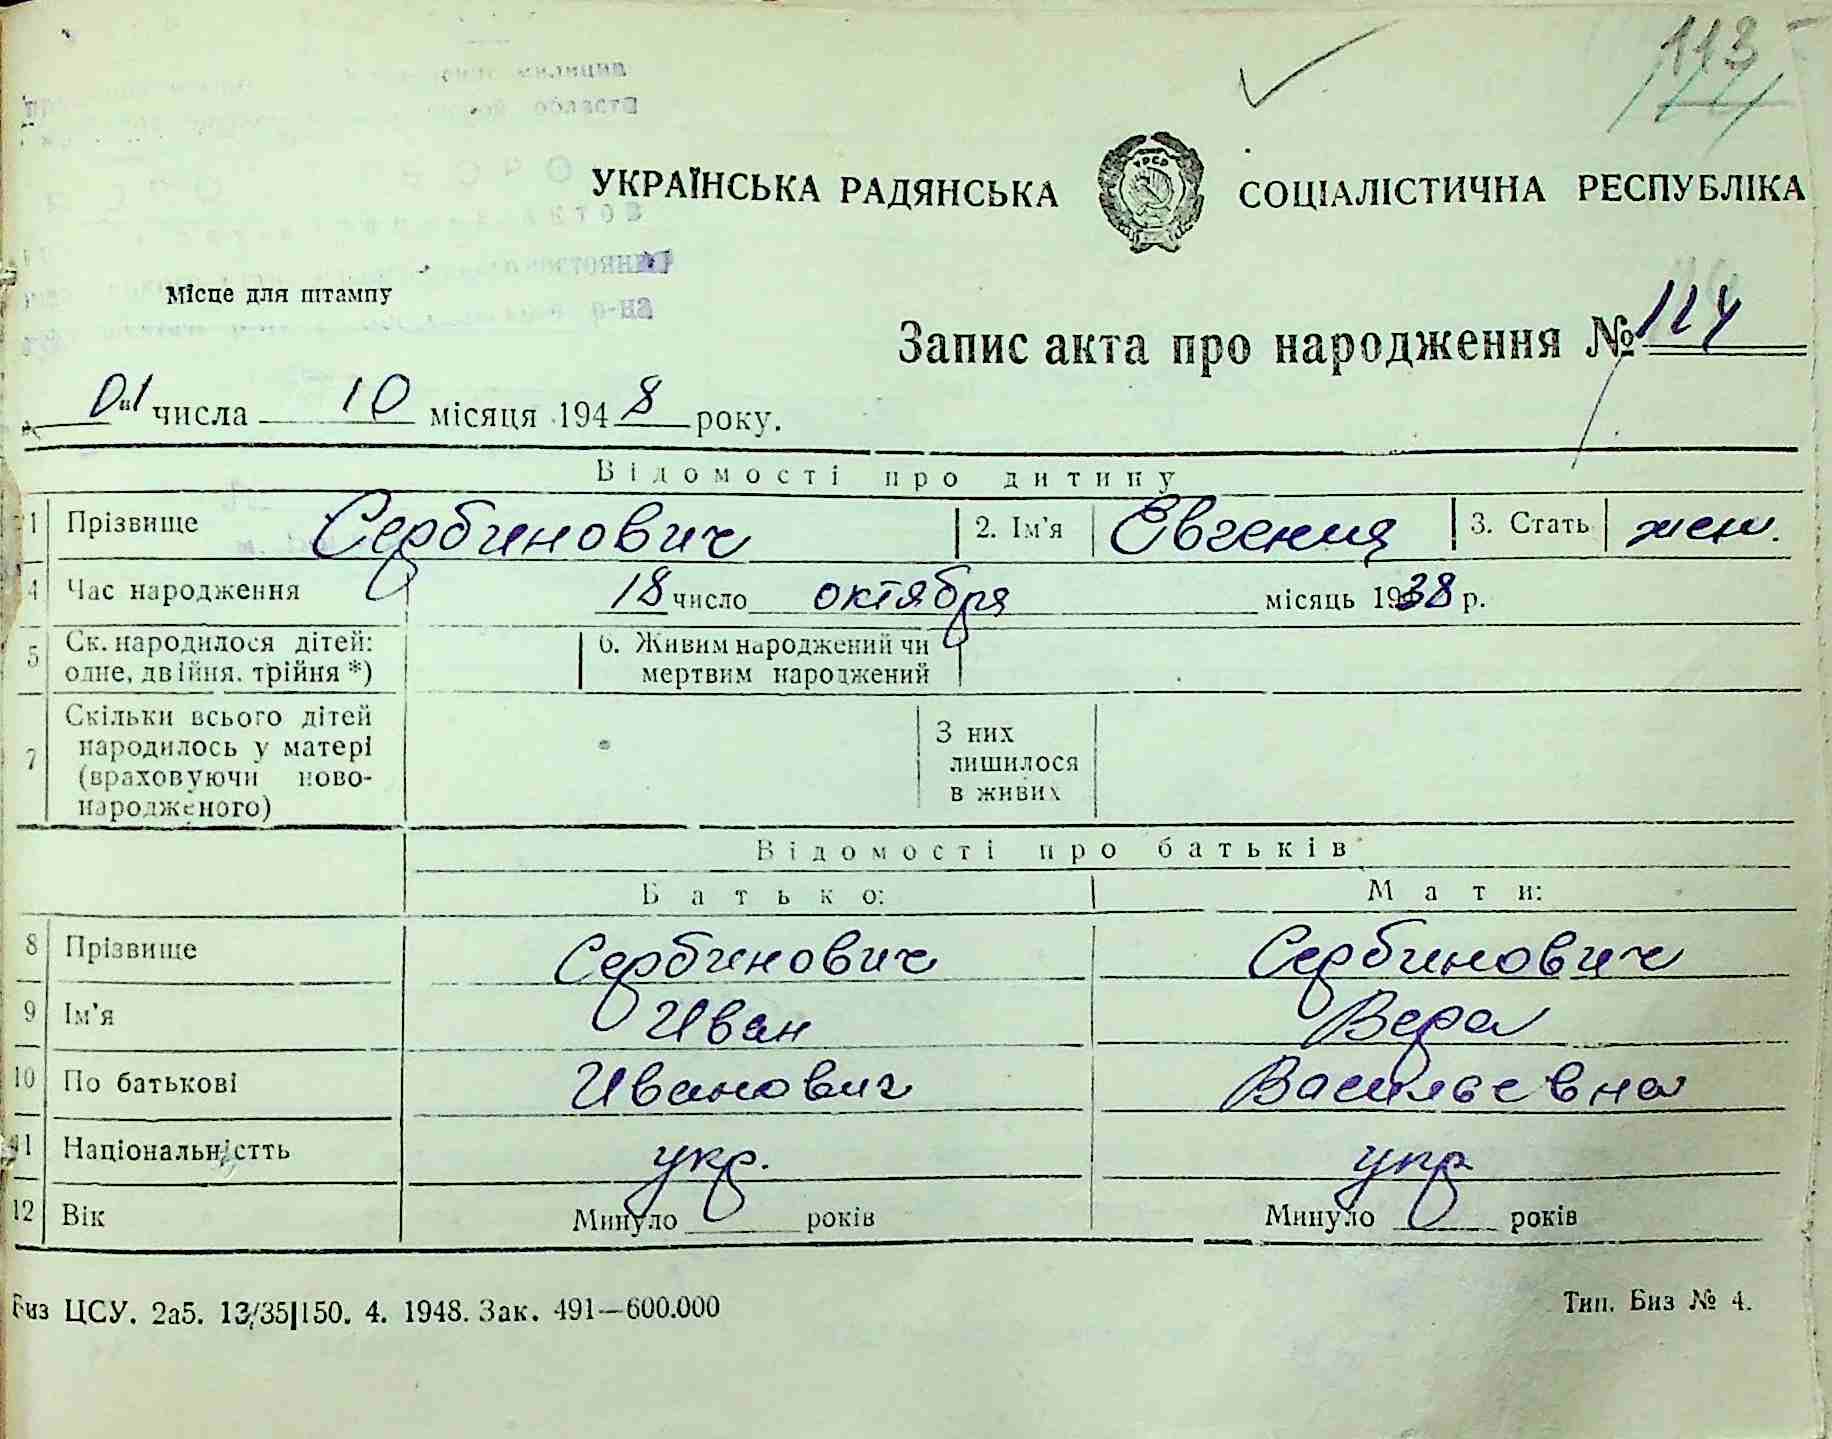 113
УКРАЇНСЬКА РАДЯНСЬКА СОЦІАЛІСТИЧНА РЕСПУБЛІКА
УРСР
Місце для штампу
Запис акта про народження № 114
"01" числа 10 місяця 1948 року.
Відомості про дитину
1 Прізвище Сербинович 2. Ім'я Евгения 3. Стать жен.
4 Час народження 18 число октября місяць 1938 р.
5 Ск. народилося дітей: 6. Живим народжений чи
одне, двійня. трійня *) мертвим народжений
7 Скільки всього дітей З них
народилось у матері лишилося
(враховуючи ново- в живих
народженого)
Відомості про батьків
Батько: Мати:
8 Прізвище Сербинович Сербинович
9 Ім'я Иван Вера
10 По батькові Иванович Васильевна
11 Національністть укр. укр
12 Вік Минуло років Минуло років
Биз ЦСУ. 2а5. 13/35|150. 4. 1948. Зак. 491—600.000 Тип. Биз № 4.